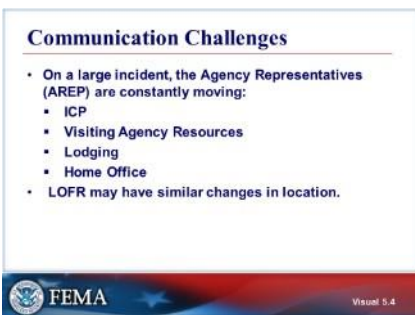 Communication Challenges
• On a large incident, the Agency Representatives
(AREP) are constantly moving:
▪ ICP
▪ Visiting Agency Resources
▪ Lodging
▪ Home Office
• LOFR may have similar changes in location.
FEMA
Visual 5.4